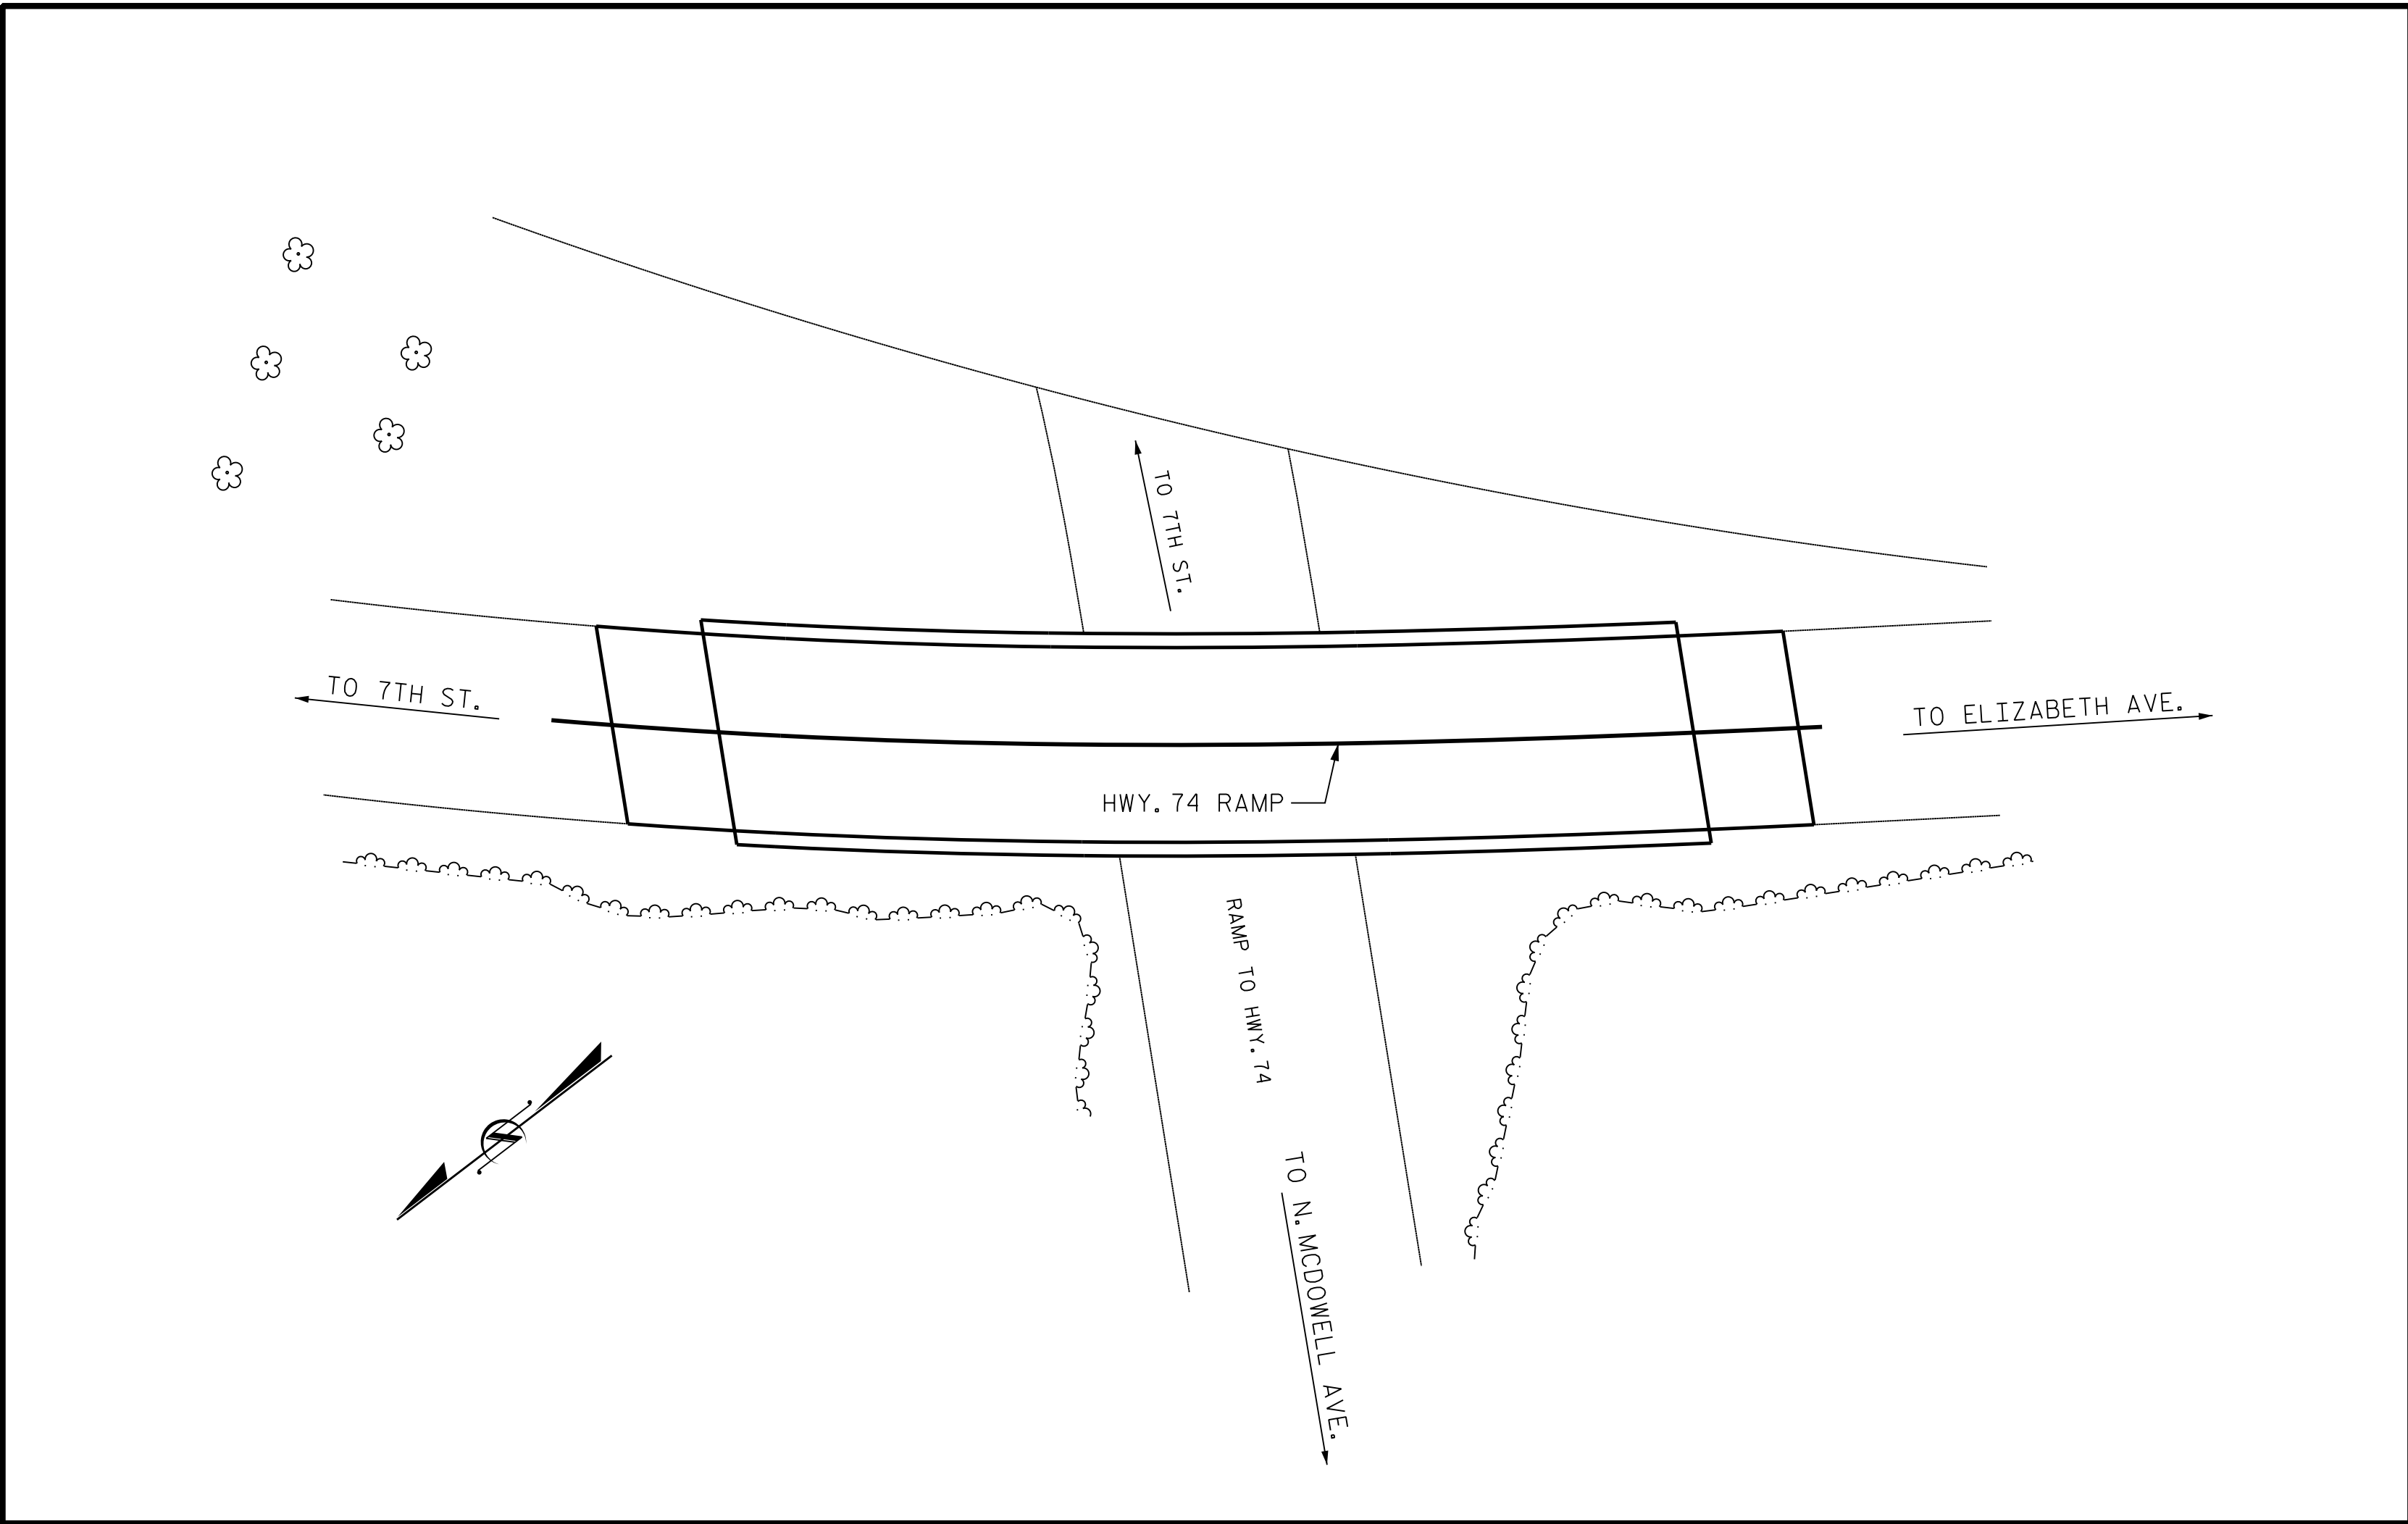 TO 7TH ST.
TO 7TH ST.
TO ELIZABETH AVE.
HWY. 74 RAMP
RAMP TO HWY. 74
TO N. MCDOWELL AVE.